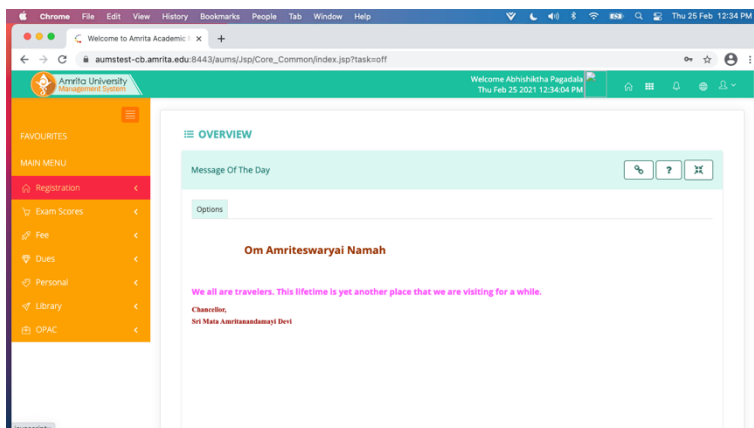 Chrome File Edit View History Bookmarks People Tab Window Help Thu 25 Feb 12:34 PM
Welcome to Amrita Academic
aumstest-cb.amrita.edu:8443/aums/Jsp/Core_Common/index.jsp?task=off
Amrita University
Management System
Welcome Abhishiktha Pagadala
Thu Feb 25 2021 12:34:04 PM
FAVOURITES
MAIN MENU
Registration
Exam Scores
Fee
Dues
Personal
Library
OPAC
OVERVIEW
Message Of The Day
?
Options
Om Amriteswaryai Namah
We all are travelers. This lifetime is yet another place that we are visiting for a while.
Chancellor,
Sri Mata Amritanandamayi Devi